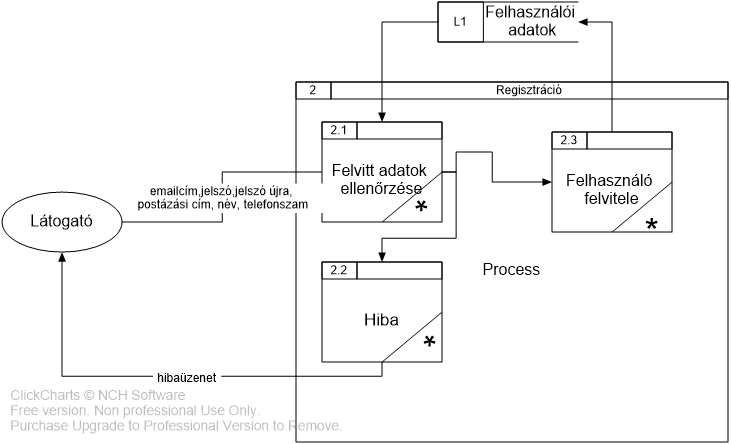 L1
Felhasználói
adatok
2
Regisztráció
2.1
Felvitt adatok
ellenőrzése
*
2.3
Felhasználó
felvitele
*
emailcím,jelszó,jelszó újra,
postázási cím, név, telefonszam
Látogató
2.2
Hiba
*
Process
hibaüzenet
ClickCharts © NCH Software
Free version. Non professional Use Only.
Purchase Upgrade to Professional Version to Remove.